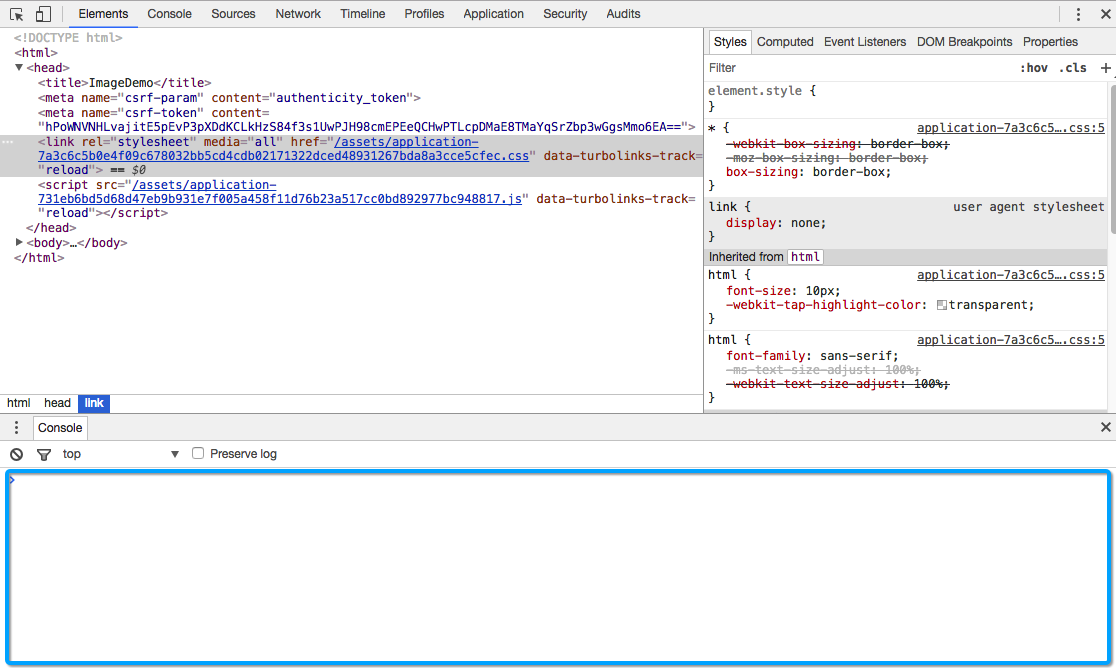 Elements Console Sources Network Timeline Profiles Application Security Audits
<!DOCTYPE html>
<html>
<head>
<title>ImageDemo</title>
<meta name="csrf-param" content="authenticity_token">
<meta name="csrf-token" content=
"hPoWNVNHLvajitE5pEvP3pXDdKCLkHzS84f3s1UwPJH98cmEPEeQCHwPTLcpDMaE8TMaYqSrZbp3wGgsMmo6EA==">
<link rel="stylesheet" media="all" href="/assets/application-
7a3c6c5b0e4f09c678032bb5cd4cdb02171322dced48931267bda8a3cce5cfec.css" data-turbolinks-track=
"reload"> == $0
<script src="/assets/application-
731eb6bd5d68d47eb9b931e7f005a458f11d76b23a517cc0bd892977bc948817.js" data-turbolinks-track=
"reload"></script>
</head>
<body>…</body>
</html>
html head link
Styles Computed Event Listeners DOM Breakpoints Properties
Filter :hov .cls +
element.style {
}
* { application-7a3c6c5….css:5
-webkit-box-sizing: border-box;
-moz-box-sizing: border-box;
box-sizing: border-box;
}
link { user agent stylesheet
display: none;
}
Inherited from html
html { application-7a3c6c5….css:5
font-size: 10px;
-webkit-tap-highlight-color: transparent;
}
html { application-7a3c6c5….css:5
font-family: sans-serif;
-ms-text-size-adjust: 100%;
-webkit-text-size-adjust: 100%;
}
Console
top Preserve log